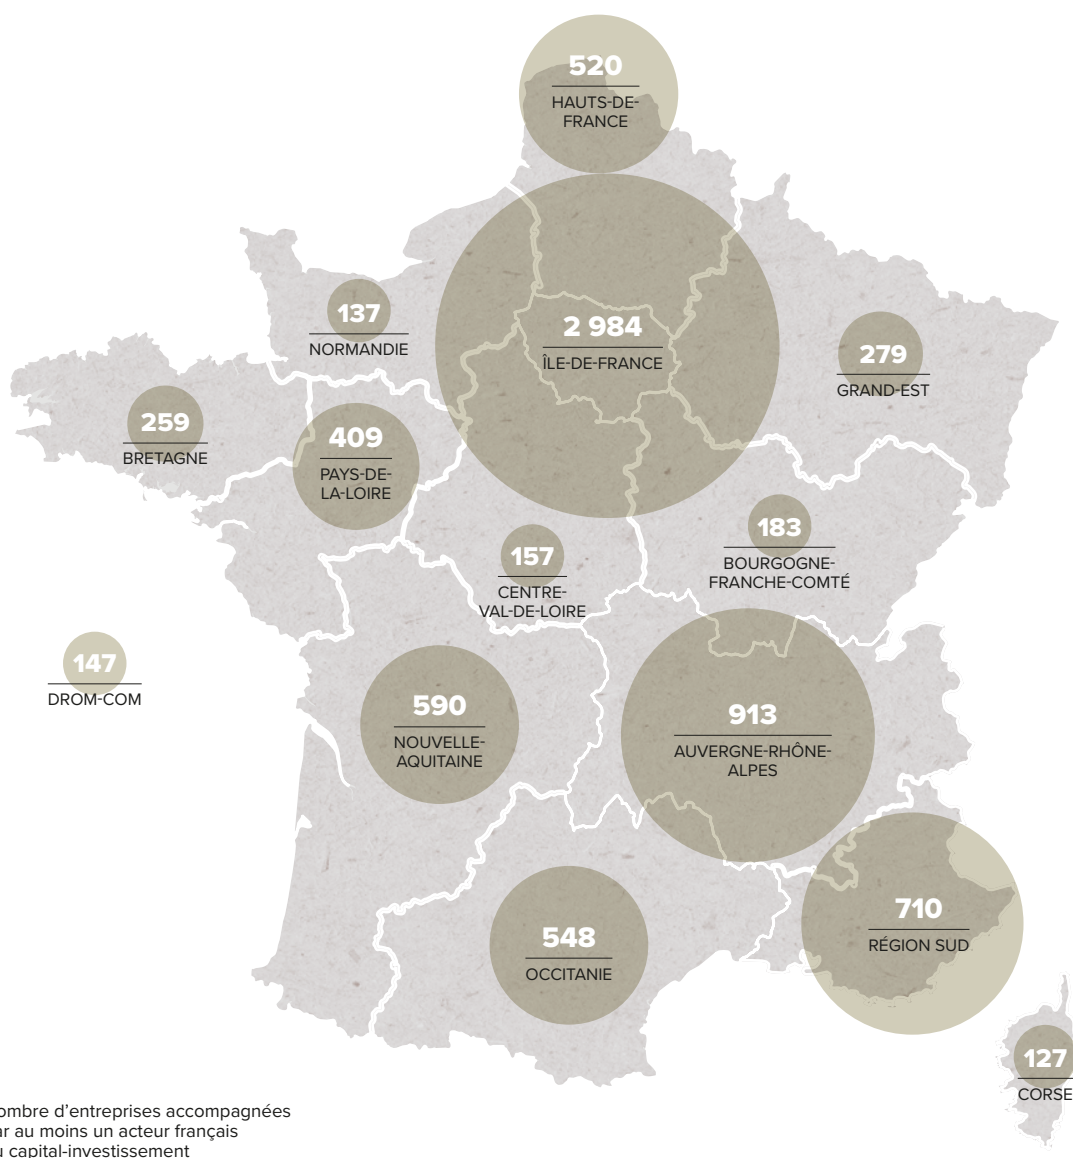 520
HAUTS-DE-
FRANCE
2 984
ÎLE-DE-FRANCE
137
NORMANDIE
279
GRAND-EST
259
BRETAGNE
409
PAYS-DE-
LA-LOIRE
183
BOURGOGNE-
FRANCHE-COMTÉ
157
CENTRE-
VAL-DE-LOIRE
147
DROM-COM
590
NOUVELLE-
AQUITAINE
913
AUVERGNE-RHÔNE-
ALPES
710
RÉGION SUD
548
OCCITANIE
127
CORSE
ombre d’entreprises accompagnées
ar au moins un acteur français
u capital-investissement